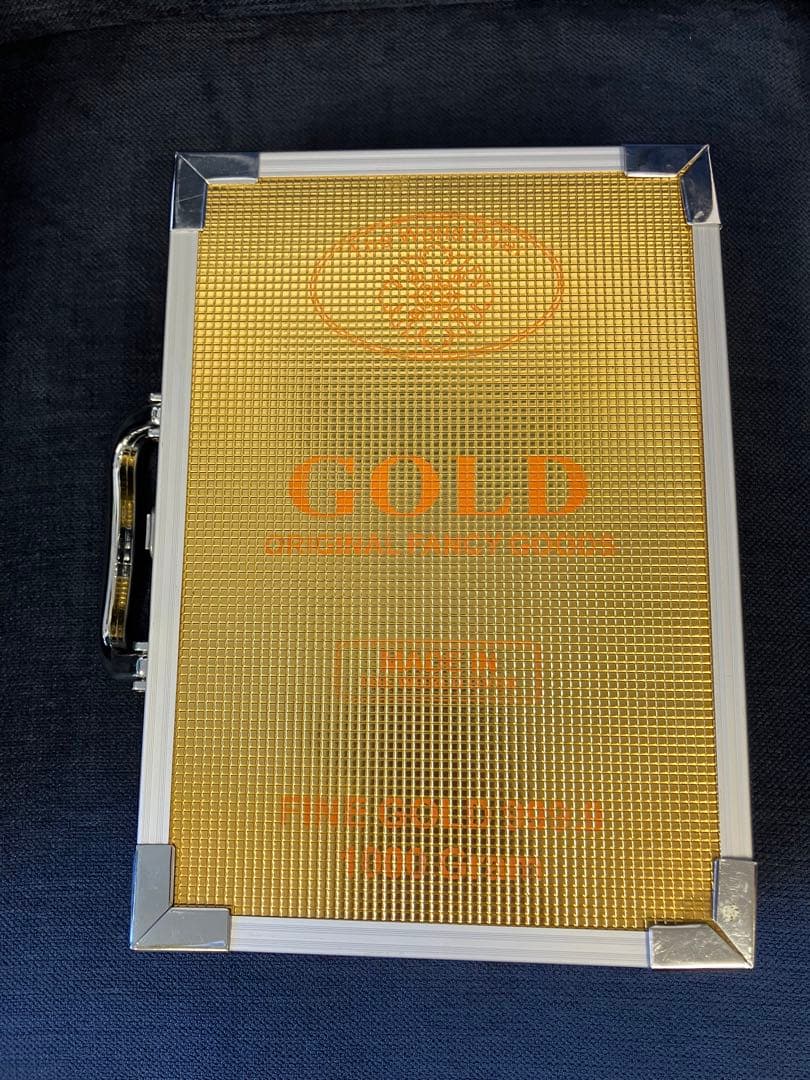 GOLD
ORIGINAL FANCY GOODS
MADE IN
FINE GOLD 999.9
1000 Gram